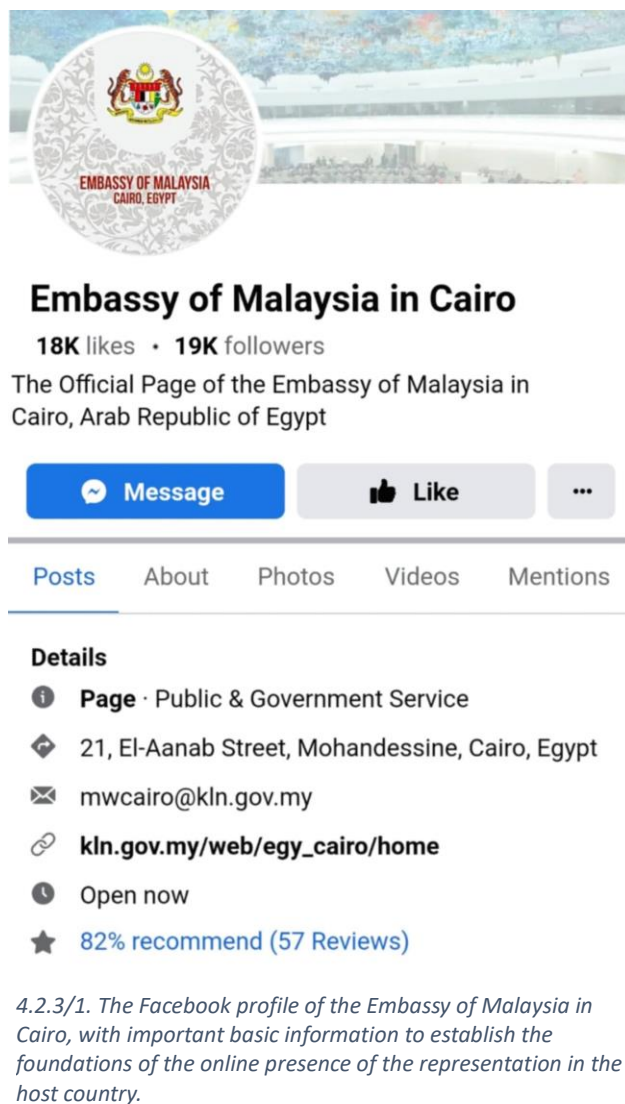 EMBASSY OF MALAYSIA
CAIRO, EGYPT
Embassy of Malaysia in Cairo
18K likes • 19K followers
The Official Page of the Embassy of Malaysia in
Cairo, Arab Republic of Egypt
Message
Like
Posts About Photos Videos Mentions
Details
Page · Public & Government Service
21, El-Aanab Street, Mohandessine, Cairo, Egypt
mwcairo@kln.gov.my
kln.gov.my/web/egy_cairo/home
Open now
82% recommend (57 Reviews)
4.2.3/1. The Facebook profile of the Embassy of Malaysia in
Cairo, with important basic information to establish the
foundations of the online presence of the representation in the
host country.